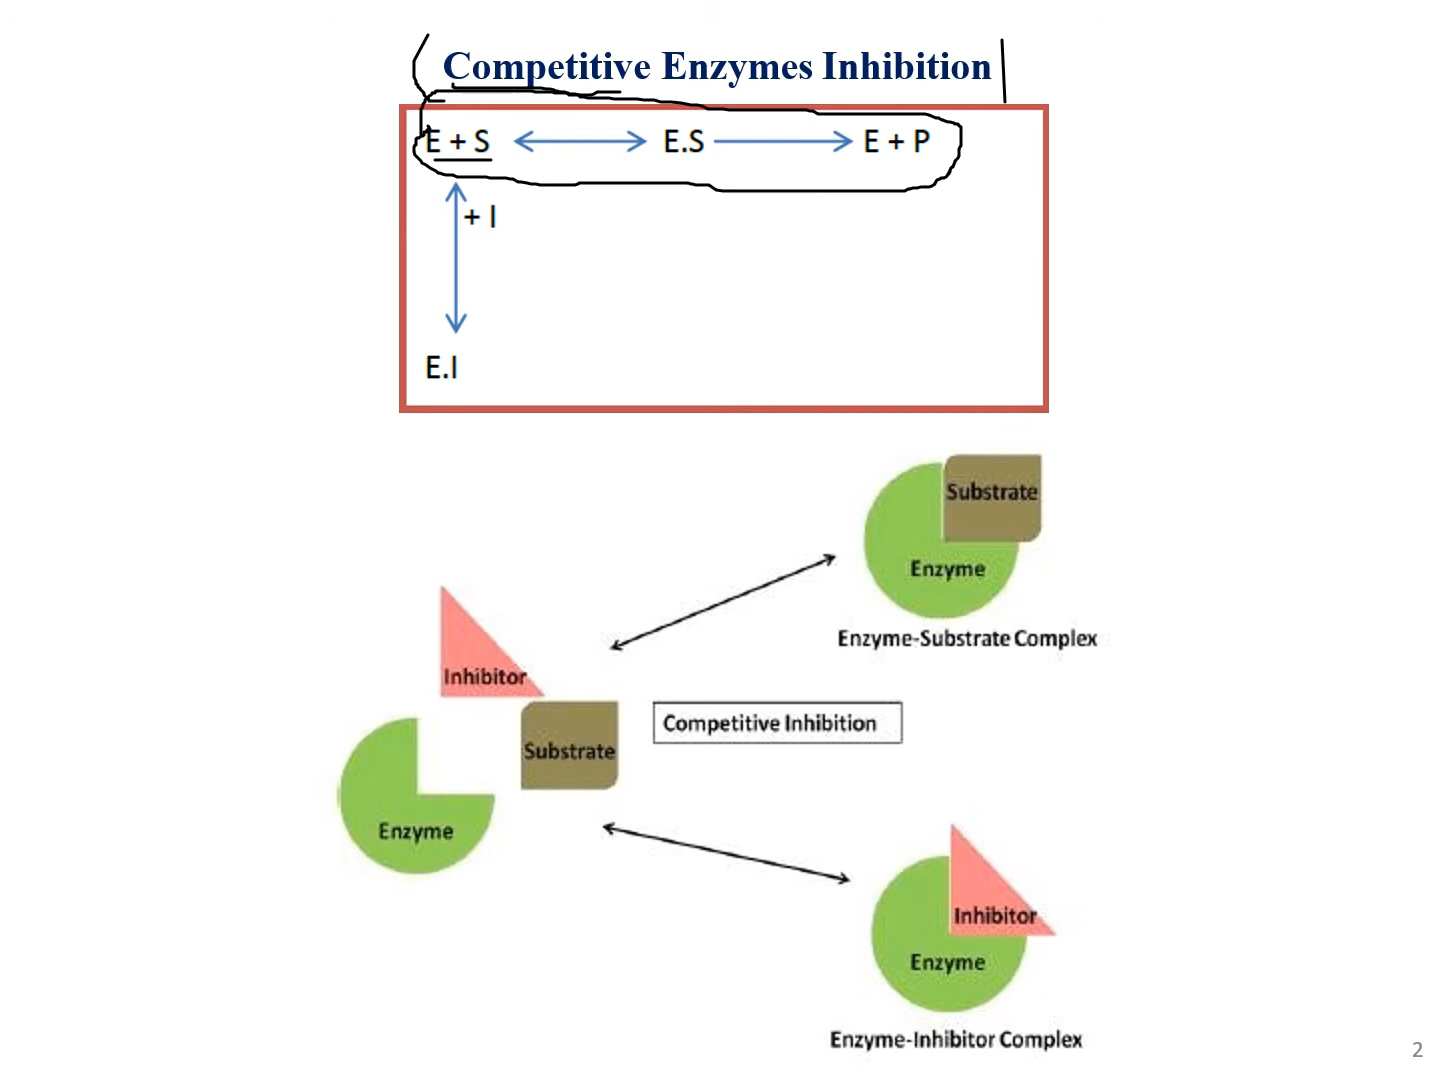 Competitive Enzymes Inhibition
E + S ⟷ E.S ⟶ E + P
+ I
E.I
Substrate
Enzyme
Enzyme-Substrate Complex
Inhibitor
Substrate
Competitive Inhibition
Enzyme
Inhibitor
Enzyme
Enzyme-Inhibitor Complex
2